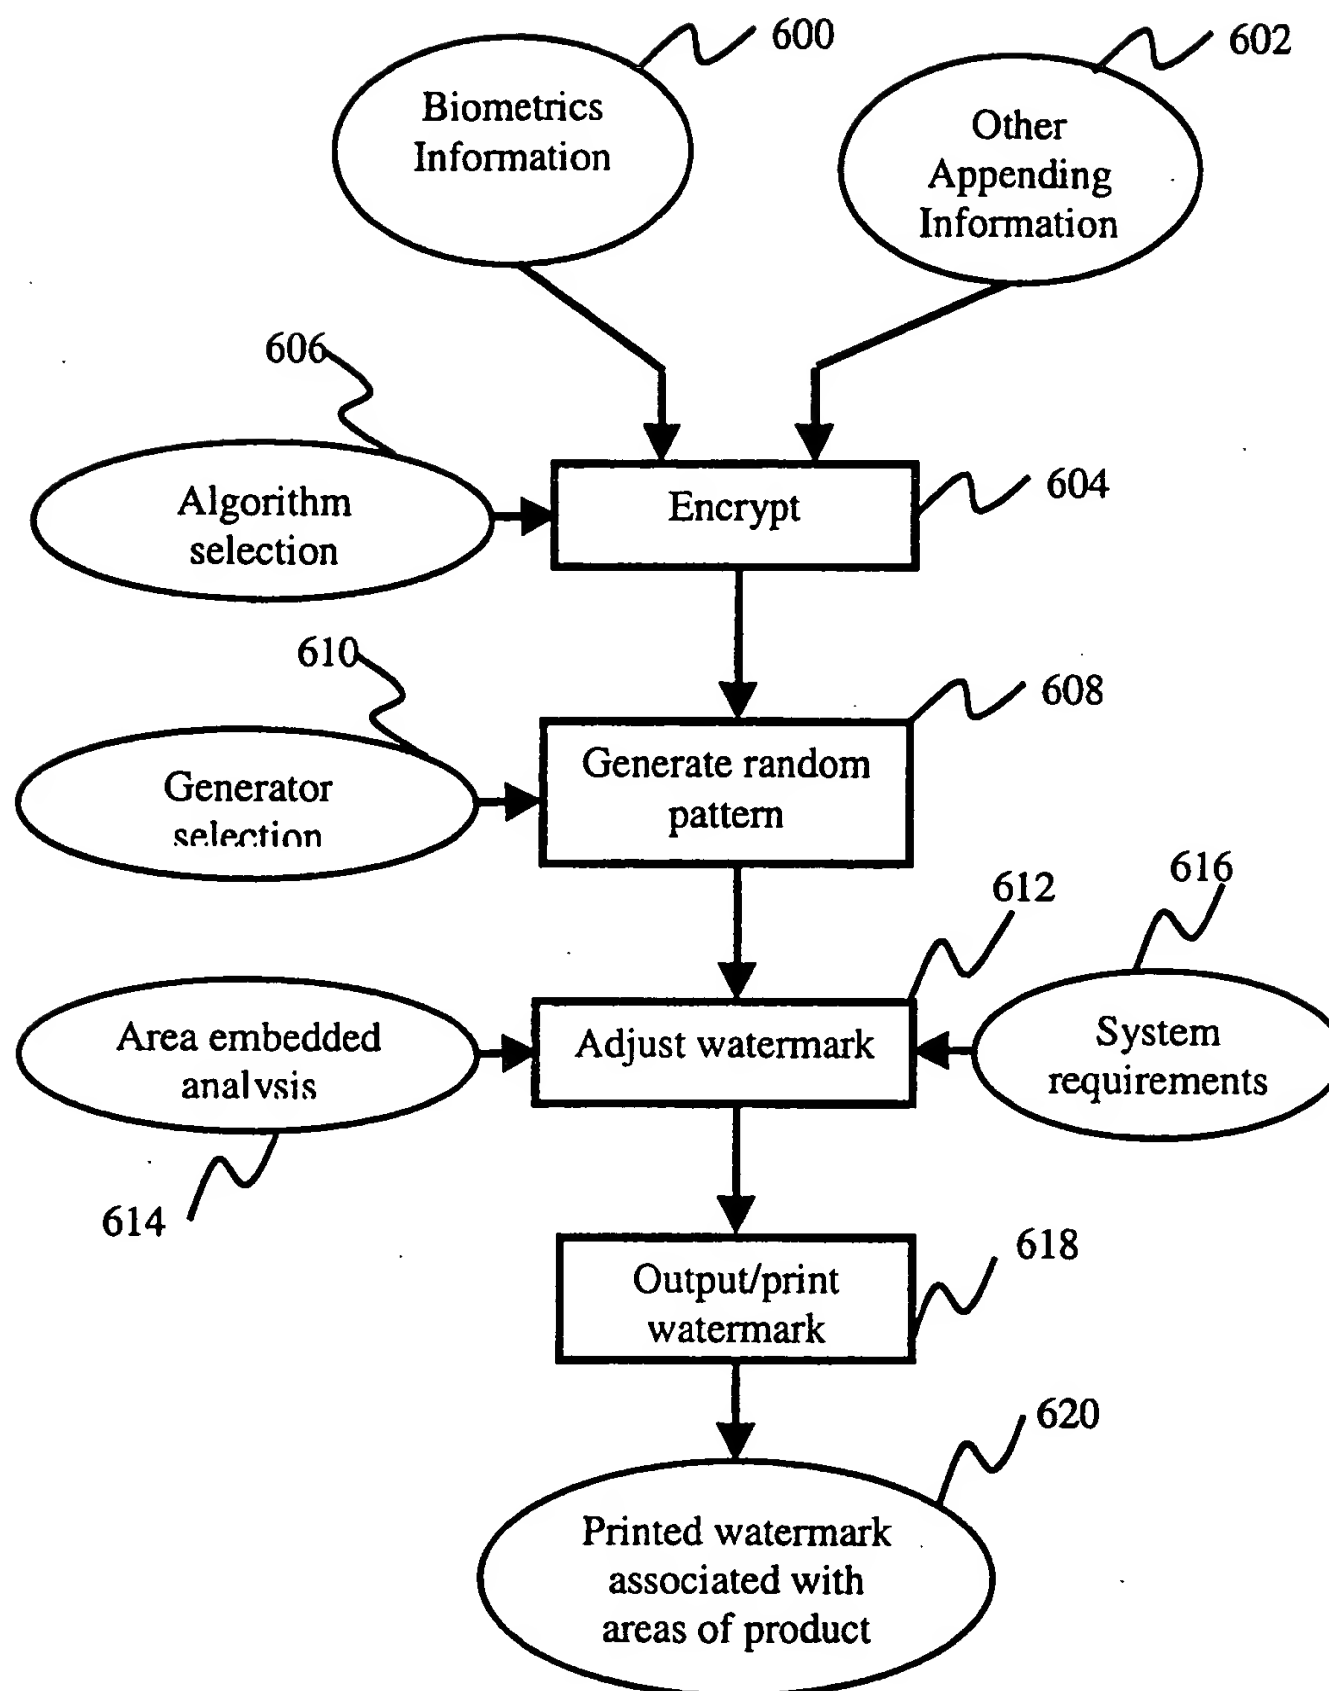 600
602
Biometrics
Information
Other
Appending
Information
606
Algorithm
selection
Encrypt
604
610
608
Generator
selection
Generate random
pattern
612
616
Area embedded
analysis
Adjust watermark
System
requirements
614
618
Output/print
watermark
620
Printed watermark
associated with
areas of product